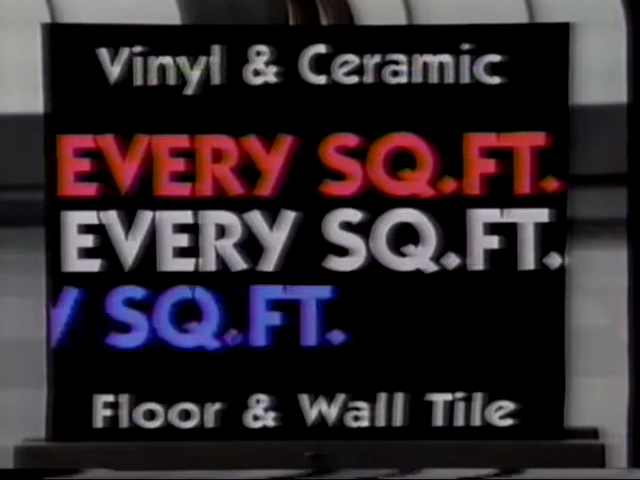 Vinyl & Ceramic
EVERY SQ.FT.
EVERY SQ.FT.
Y SQ.FT.
Floor & Wall Tile